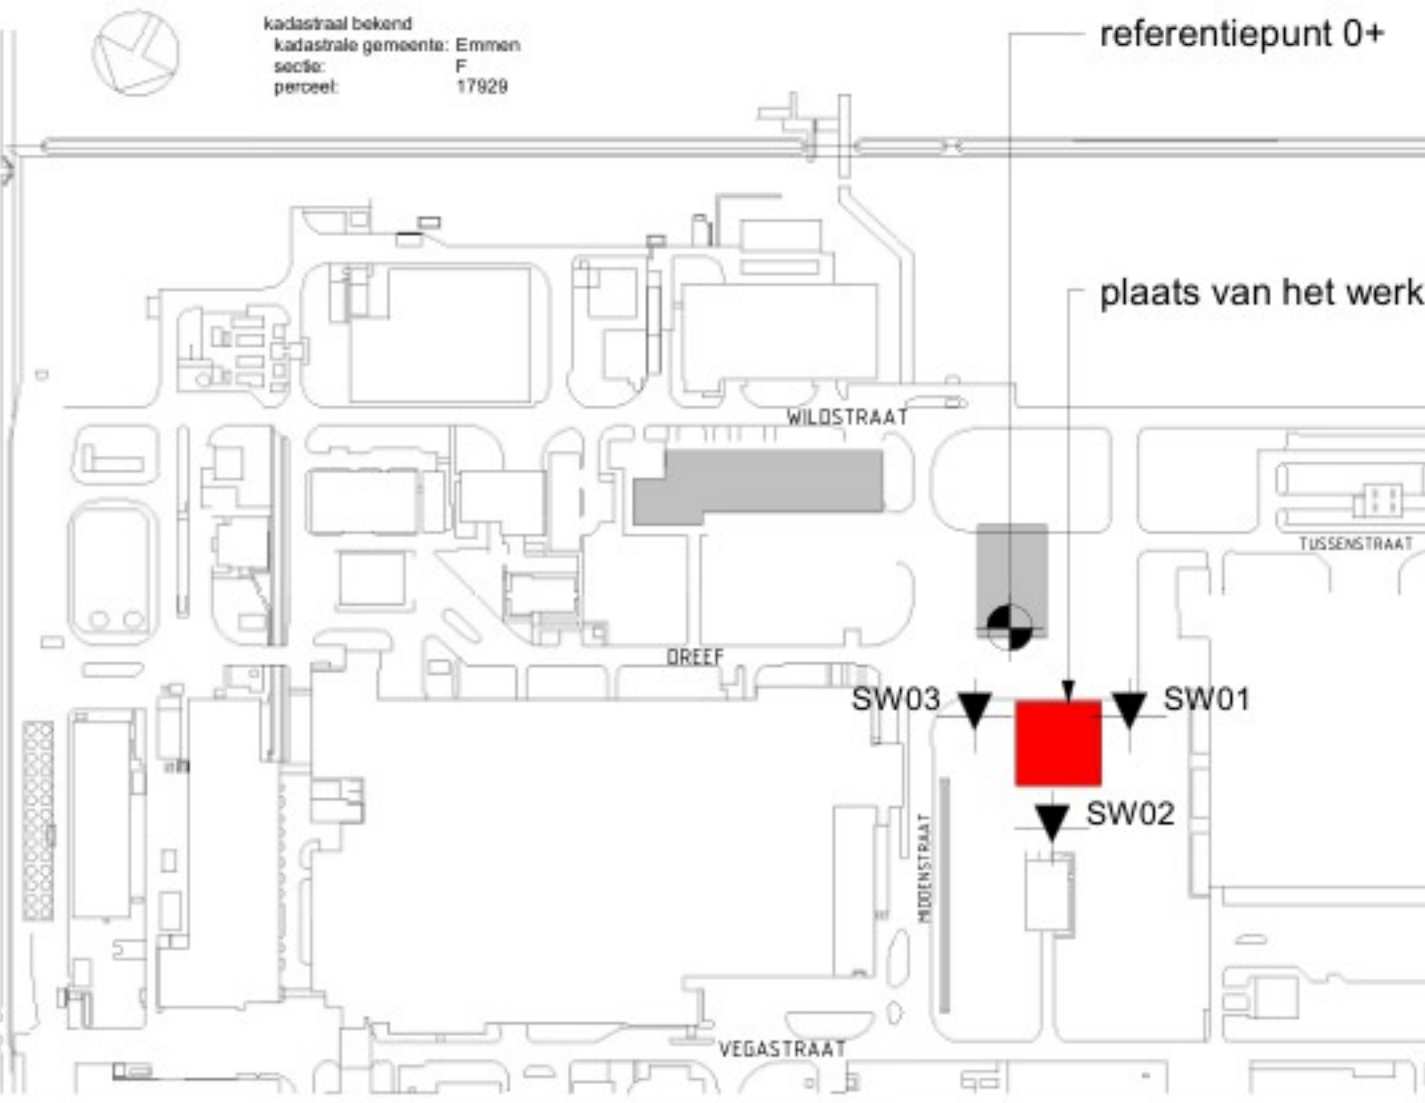 kadastraal bekend
kadastrale gemeente: Emmen
sectie: F
perceel: 17929
referentiepunt 0+
plaats van het werk
WILDSTRAAT
TUSSENSTRAAT
DREEF
SW03
SW01
SW02
MIDDENSTRAAT
VEGASTRAAT